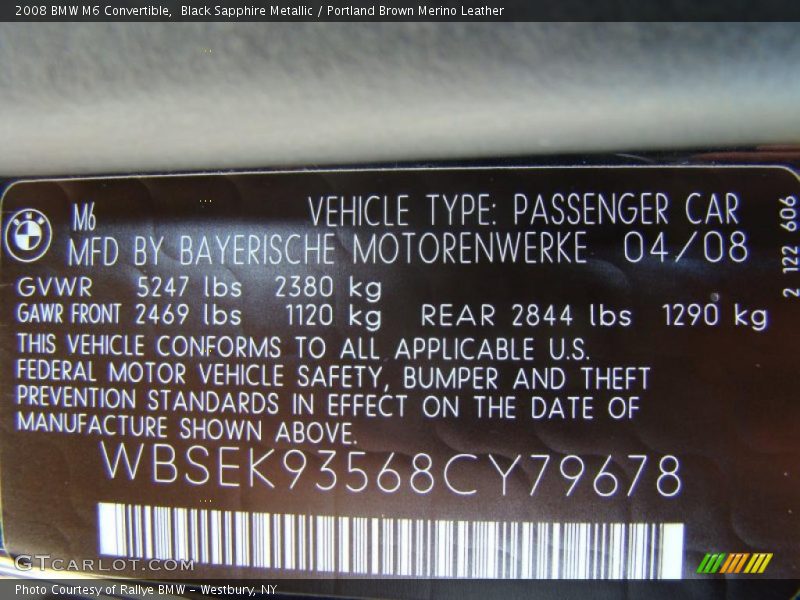 2008 BMW M6 Convertible, Black Sapphire Metallic / Portland Brown Merino Leather
M6 VEHICLE TYPE: PASSENGER CAR
MFD BY BAYERISCHE MOTORENWERKE 04/08
GVWR 5247 lbs 2380 kg
GAWR FRONT 2469 lbs 1120 kg REAR 2844 lbs 1290 kg
THIS VEHICLE CONFORMS TO ALL APPLICABLE U.S.
FEDERAL MOTOR VEHICLE SAFETY, BUMPER AND THEFT
PREVENTION STANDARDS IN EFFECT ON THE DATE OF
MANUFACTURE SHOWN ABOVE.
WBSEK93568CY79678
2 122 606
GTCARLOT.COM
Photo Courtesy of Rallye BMW - Westbury, NY